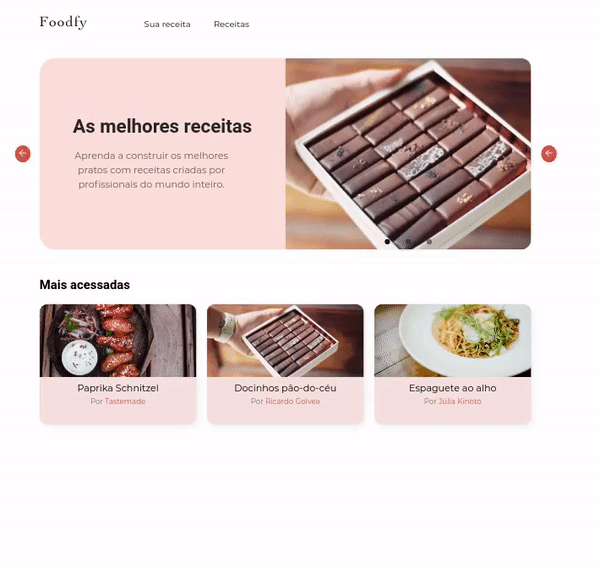 Foodfy
Sua receita
Receitas
As melhores receitas
Aprenda a construir os melhores
pratos com receitas criadas por
profissionais do mundo inteiro.
Mais acessadas
Paprika Schnitzel
Por Tastemade
Docinhos pão-do-céu
Por Ricardo Golvea
Espaguete ao alho
Por Júlia Kinoto